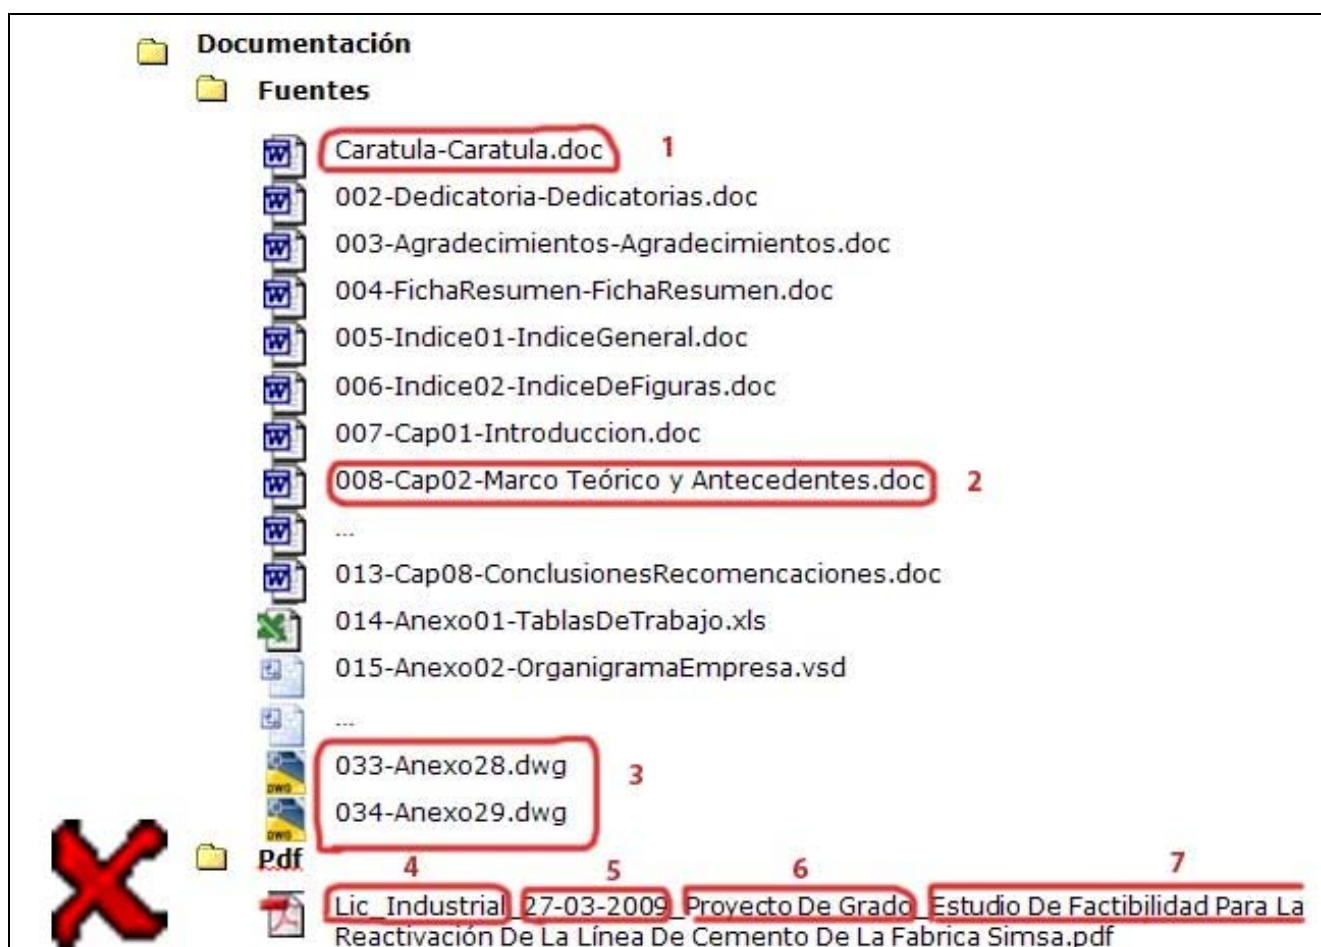 Documentación
Fuentes
Caratula-Caratula.doc 1
002-Dedicatoria-Dedicatorias.doc
003-Agradecimientos-Agradecimientos.doc
004-FichaResumen-FichaResumen.doc
005-Indice01-IndiceGeneral.doc
006-Indice02-IndiceDeFiguras.doc
007-Cap01-Introduccion.doc
008-Cap02-Marco Teórico y Antecedentes.doc 2
...
013-Cap08-ConclusionesRecomencaciones.doc
014-Anexo01-TablasDeTrabajo.xls
015-Anexo02-OrganigramaEmpresa.vsd
...
033-Anexo28.dwg 3
034-Anexo29.dwg
Pdf
4 5 6 7
Lic_Industrial_27-03-2009_Proyecto De Grado_Estudio De Factibilidad Para La
Reactivación De La Línea De Cemento De La Fabrica Simsa.pdf